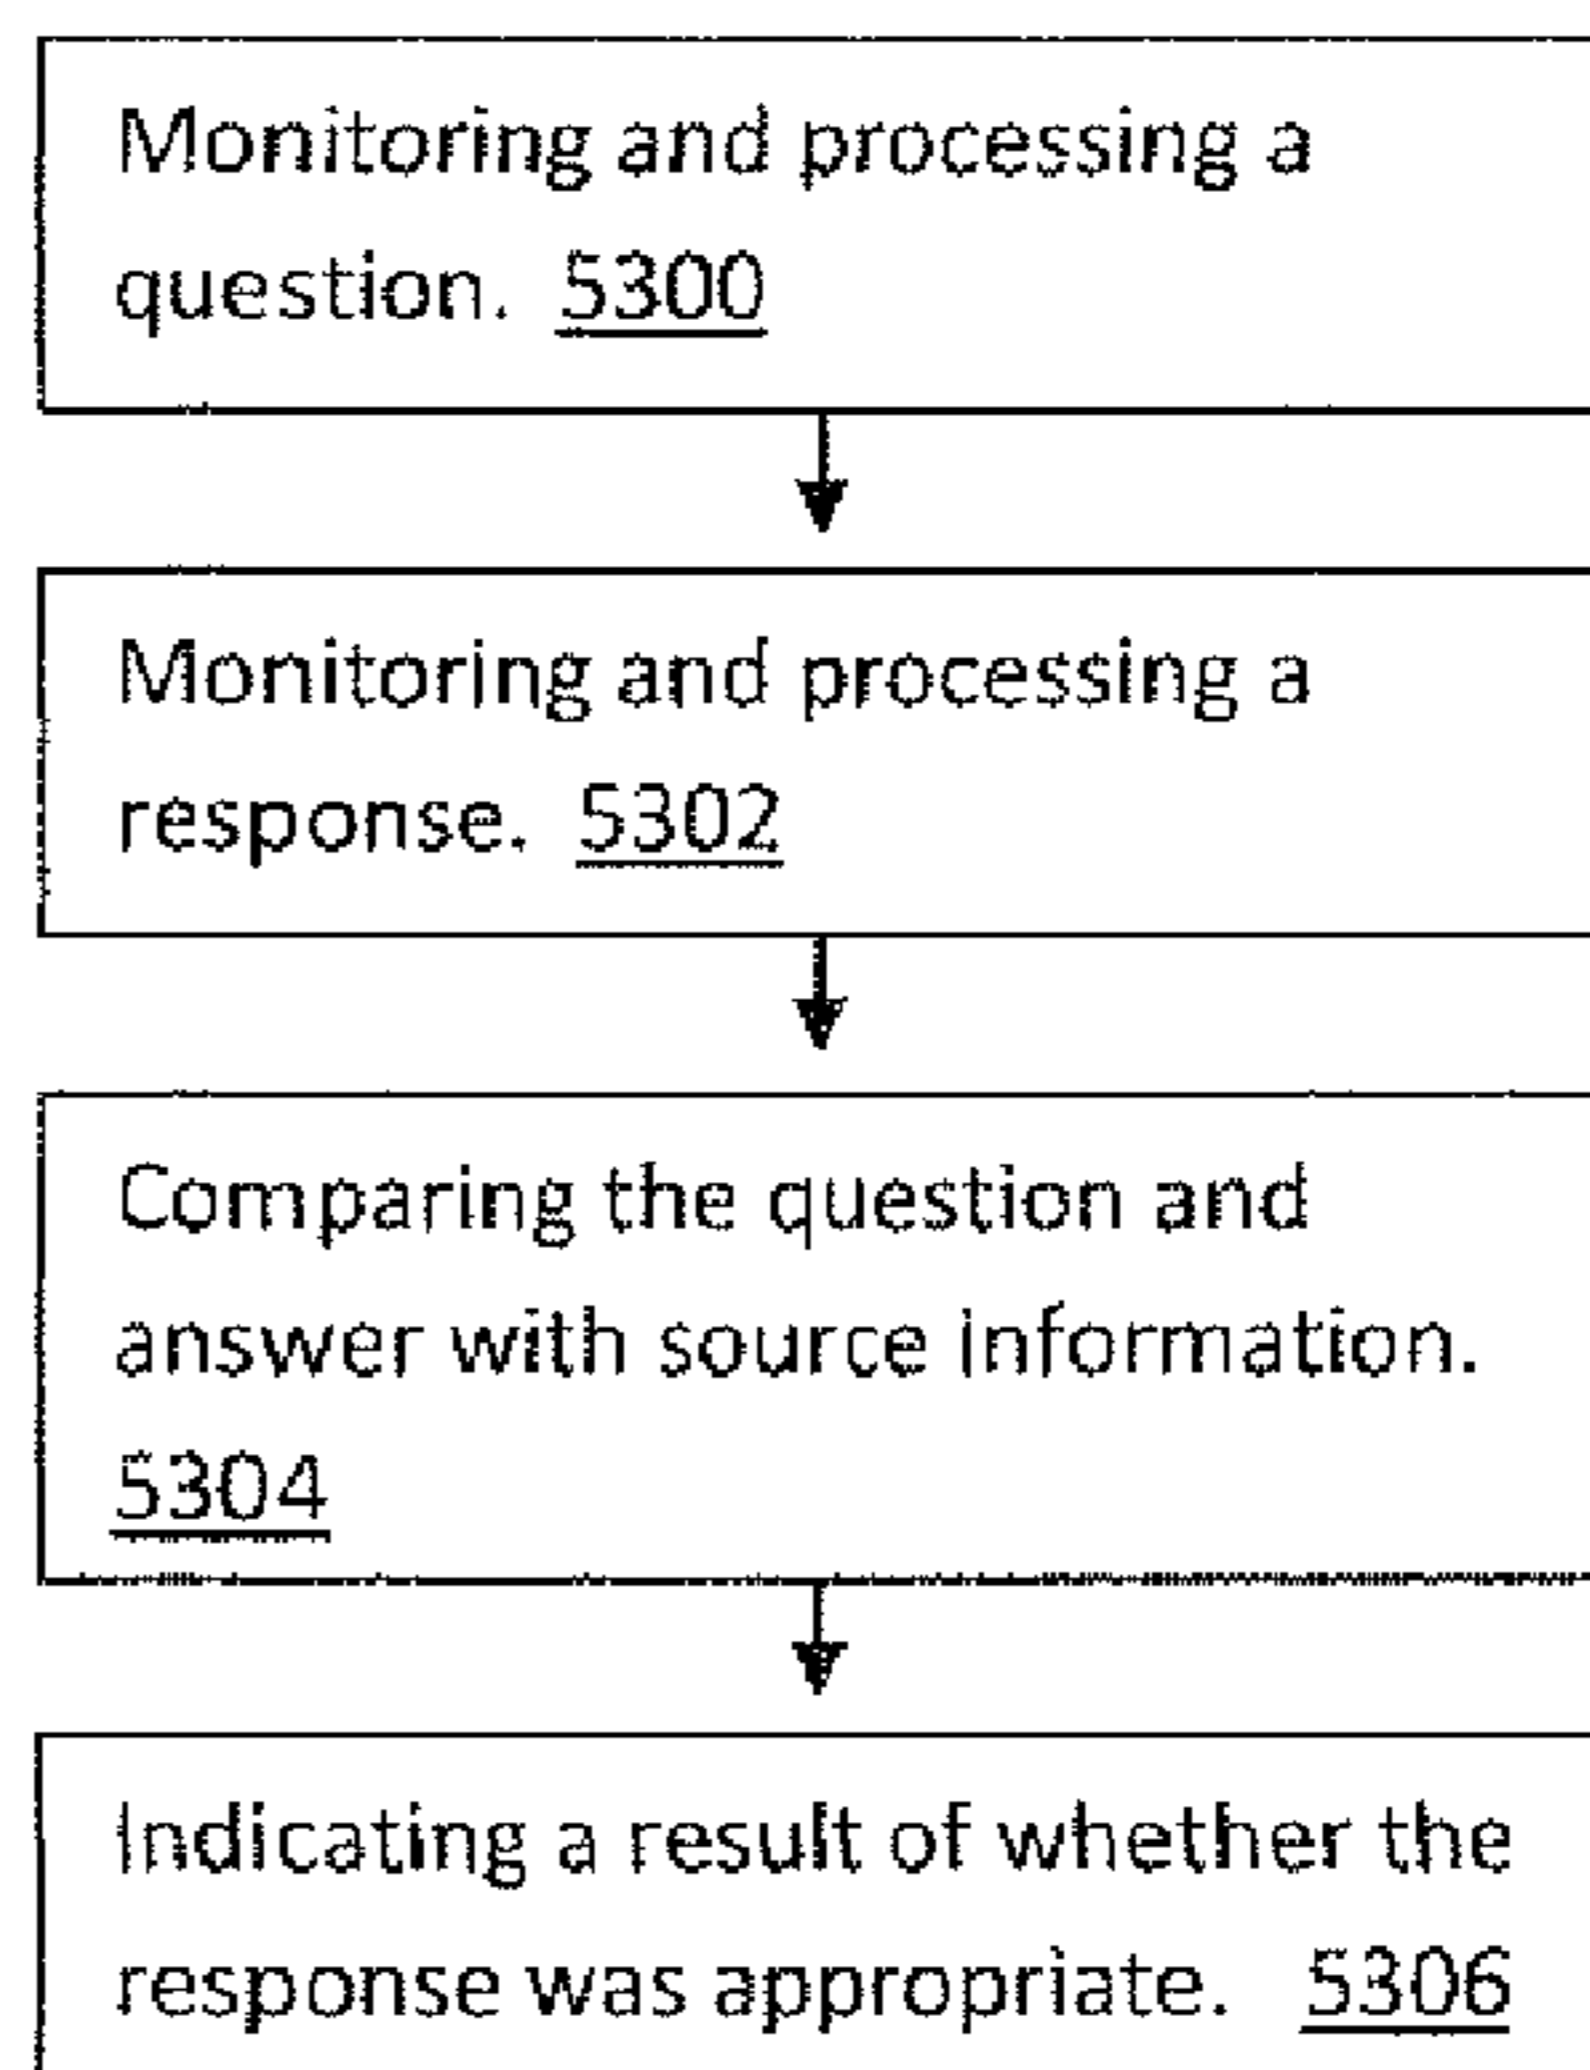 Monitoring and processing a
question. 5300
Monitoring and processing a
response. 5302
Comparing the question and
answer with source information.
5304
Indicating a result of whether the
response was appropriate. 5306